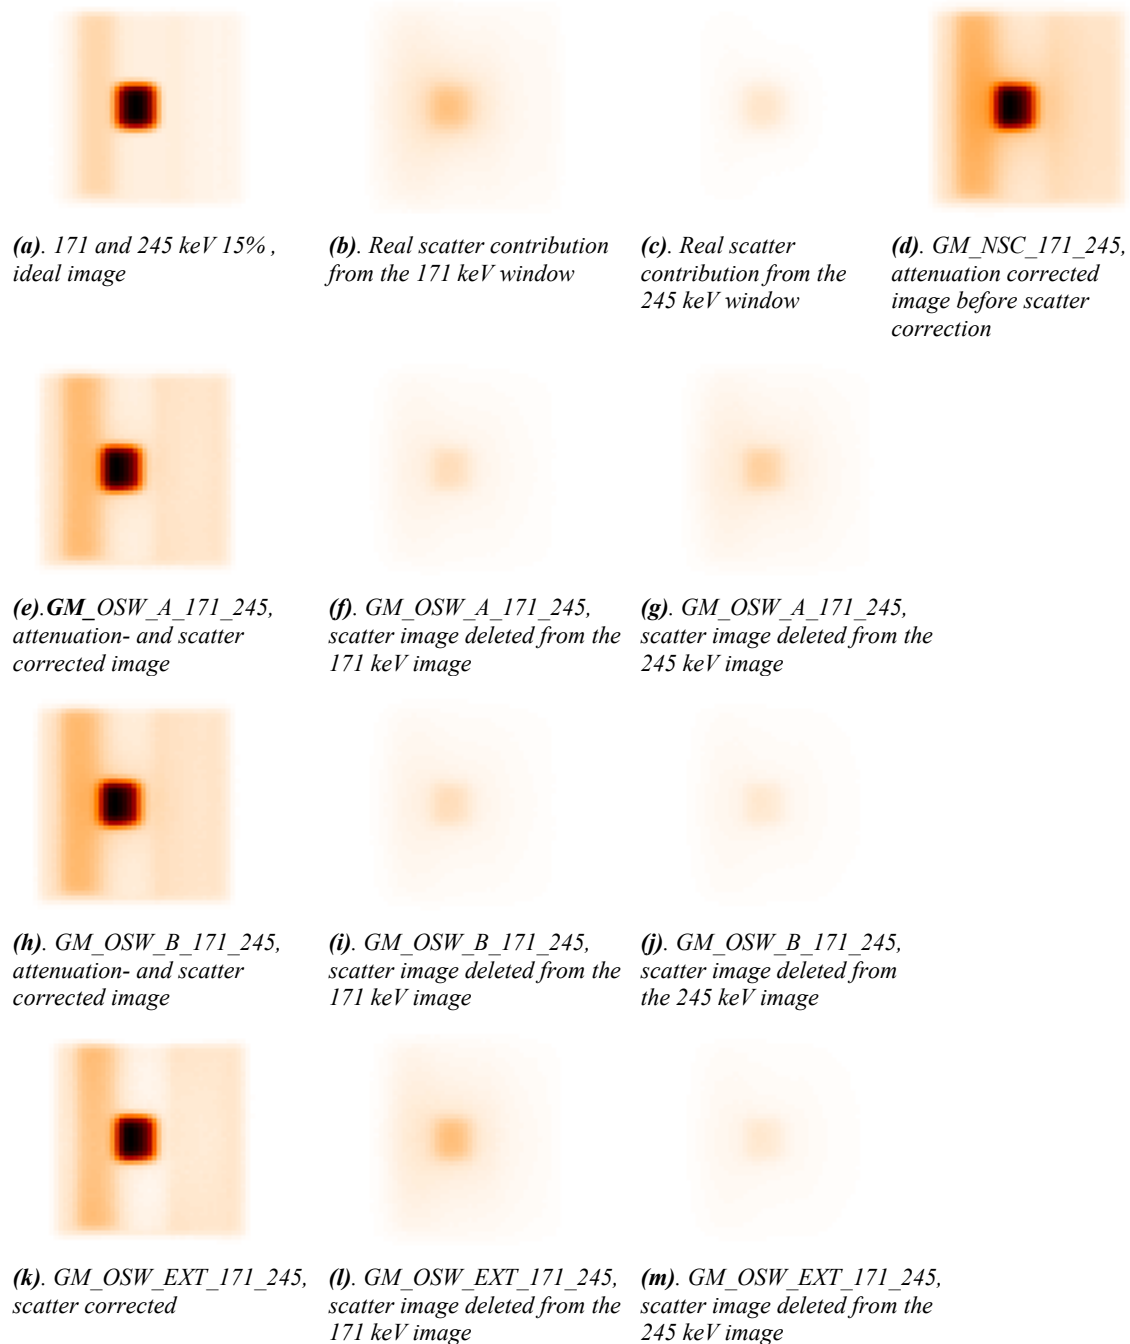 (a). 171 and 245 keV 15% ,
ideal image
(b). Real scatter contribution
from the 171 keV window
(c). Real scatter
contribution from the
245 keV window
(d). GM_NSC_171_245,
attenuation corrected
image before scatter
correction
(e).GM_OSW_A_171_245,
attenuation- and scatter
corrected image
(f). GM_OSW_A_171_245,
scatter image deleted from the
171 keV image
(g). GM_OSW_A_171_245,
scatter image deleted from the
245 keV image
(h). GM_OSW_B_171_245,
attenuation- and scatter
corrected image
(i). GM_OSW_B_171_245,
scatter image deleted from the
171 keV image
(j). GM_OSW_B_171_245,
scatter image deleted from
the 245 keV image
(k). GM_OSW_EXT_171_245,
scatter corrected
(l). GM_OSW_EXT_171_245,
scatter image deleted from the
171 keV image
(m). GM_OSW_EXT_171_245,
scatter image deleted from the
245 keV image